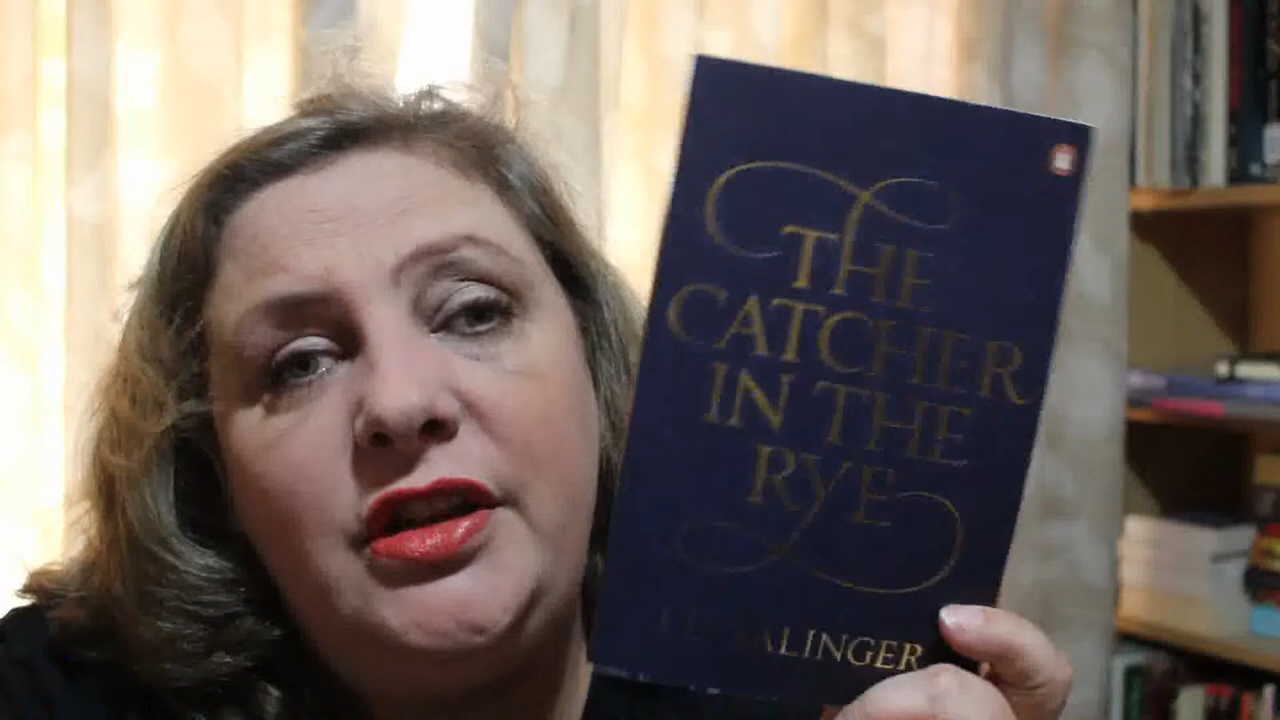 THE
CATCHER
IN THE
RYE
SALINGER